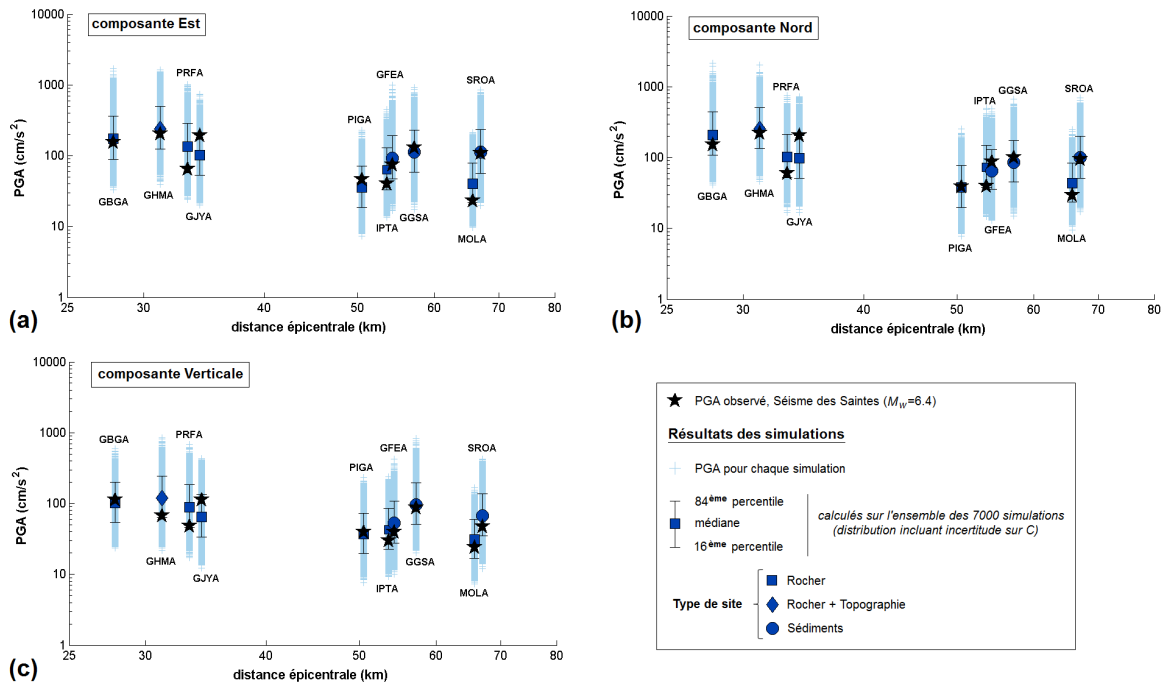 composante Est
PGA (cm/s²)
10000
1000
100
10
1
25
30
40
50
60
70
80
distance épicentrale (km)
GBGA
GHMA
PRFA
GJYA
PIGA
IPTA
GFEA
GGSA
MOLA
SROA
(a)
composante Nord
PGA (cm/s²)
10000
1000
100
10
1
25
30
40
50
60
70
80
distance épicentrale (km)
GBGA
GHMA
PRFA
GJYA
PIGA
IPTA
GFEA
GGSA
MOLA
SROA
(b)
composante Verticale
PGA (cm/s²)
10000
1000
100
10
1
25
30
40
50
60
70
80
distance épicentrale (km)
GBGA
GHMA
PRFA
GJYA
PIGA
IPTA
GFEA
GGSA
MOLA
SROA
(c)
PGA observé, Séisme des Saintes (Mw=6.4)
Résultats des simulations
PGA pour chaque simulation
84ème percentile
médiane
16ème percentile
calculés sur l'ensemble des 7000 simulations
(distribution incluant incertitude sur C)
Type de site
Rocher
Rocher + Topographie
Sédiments